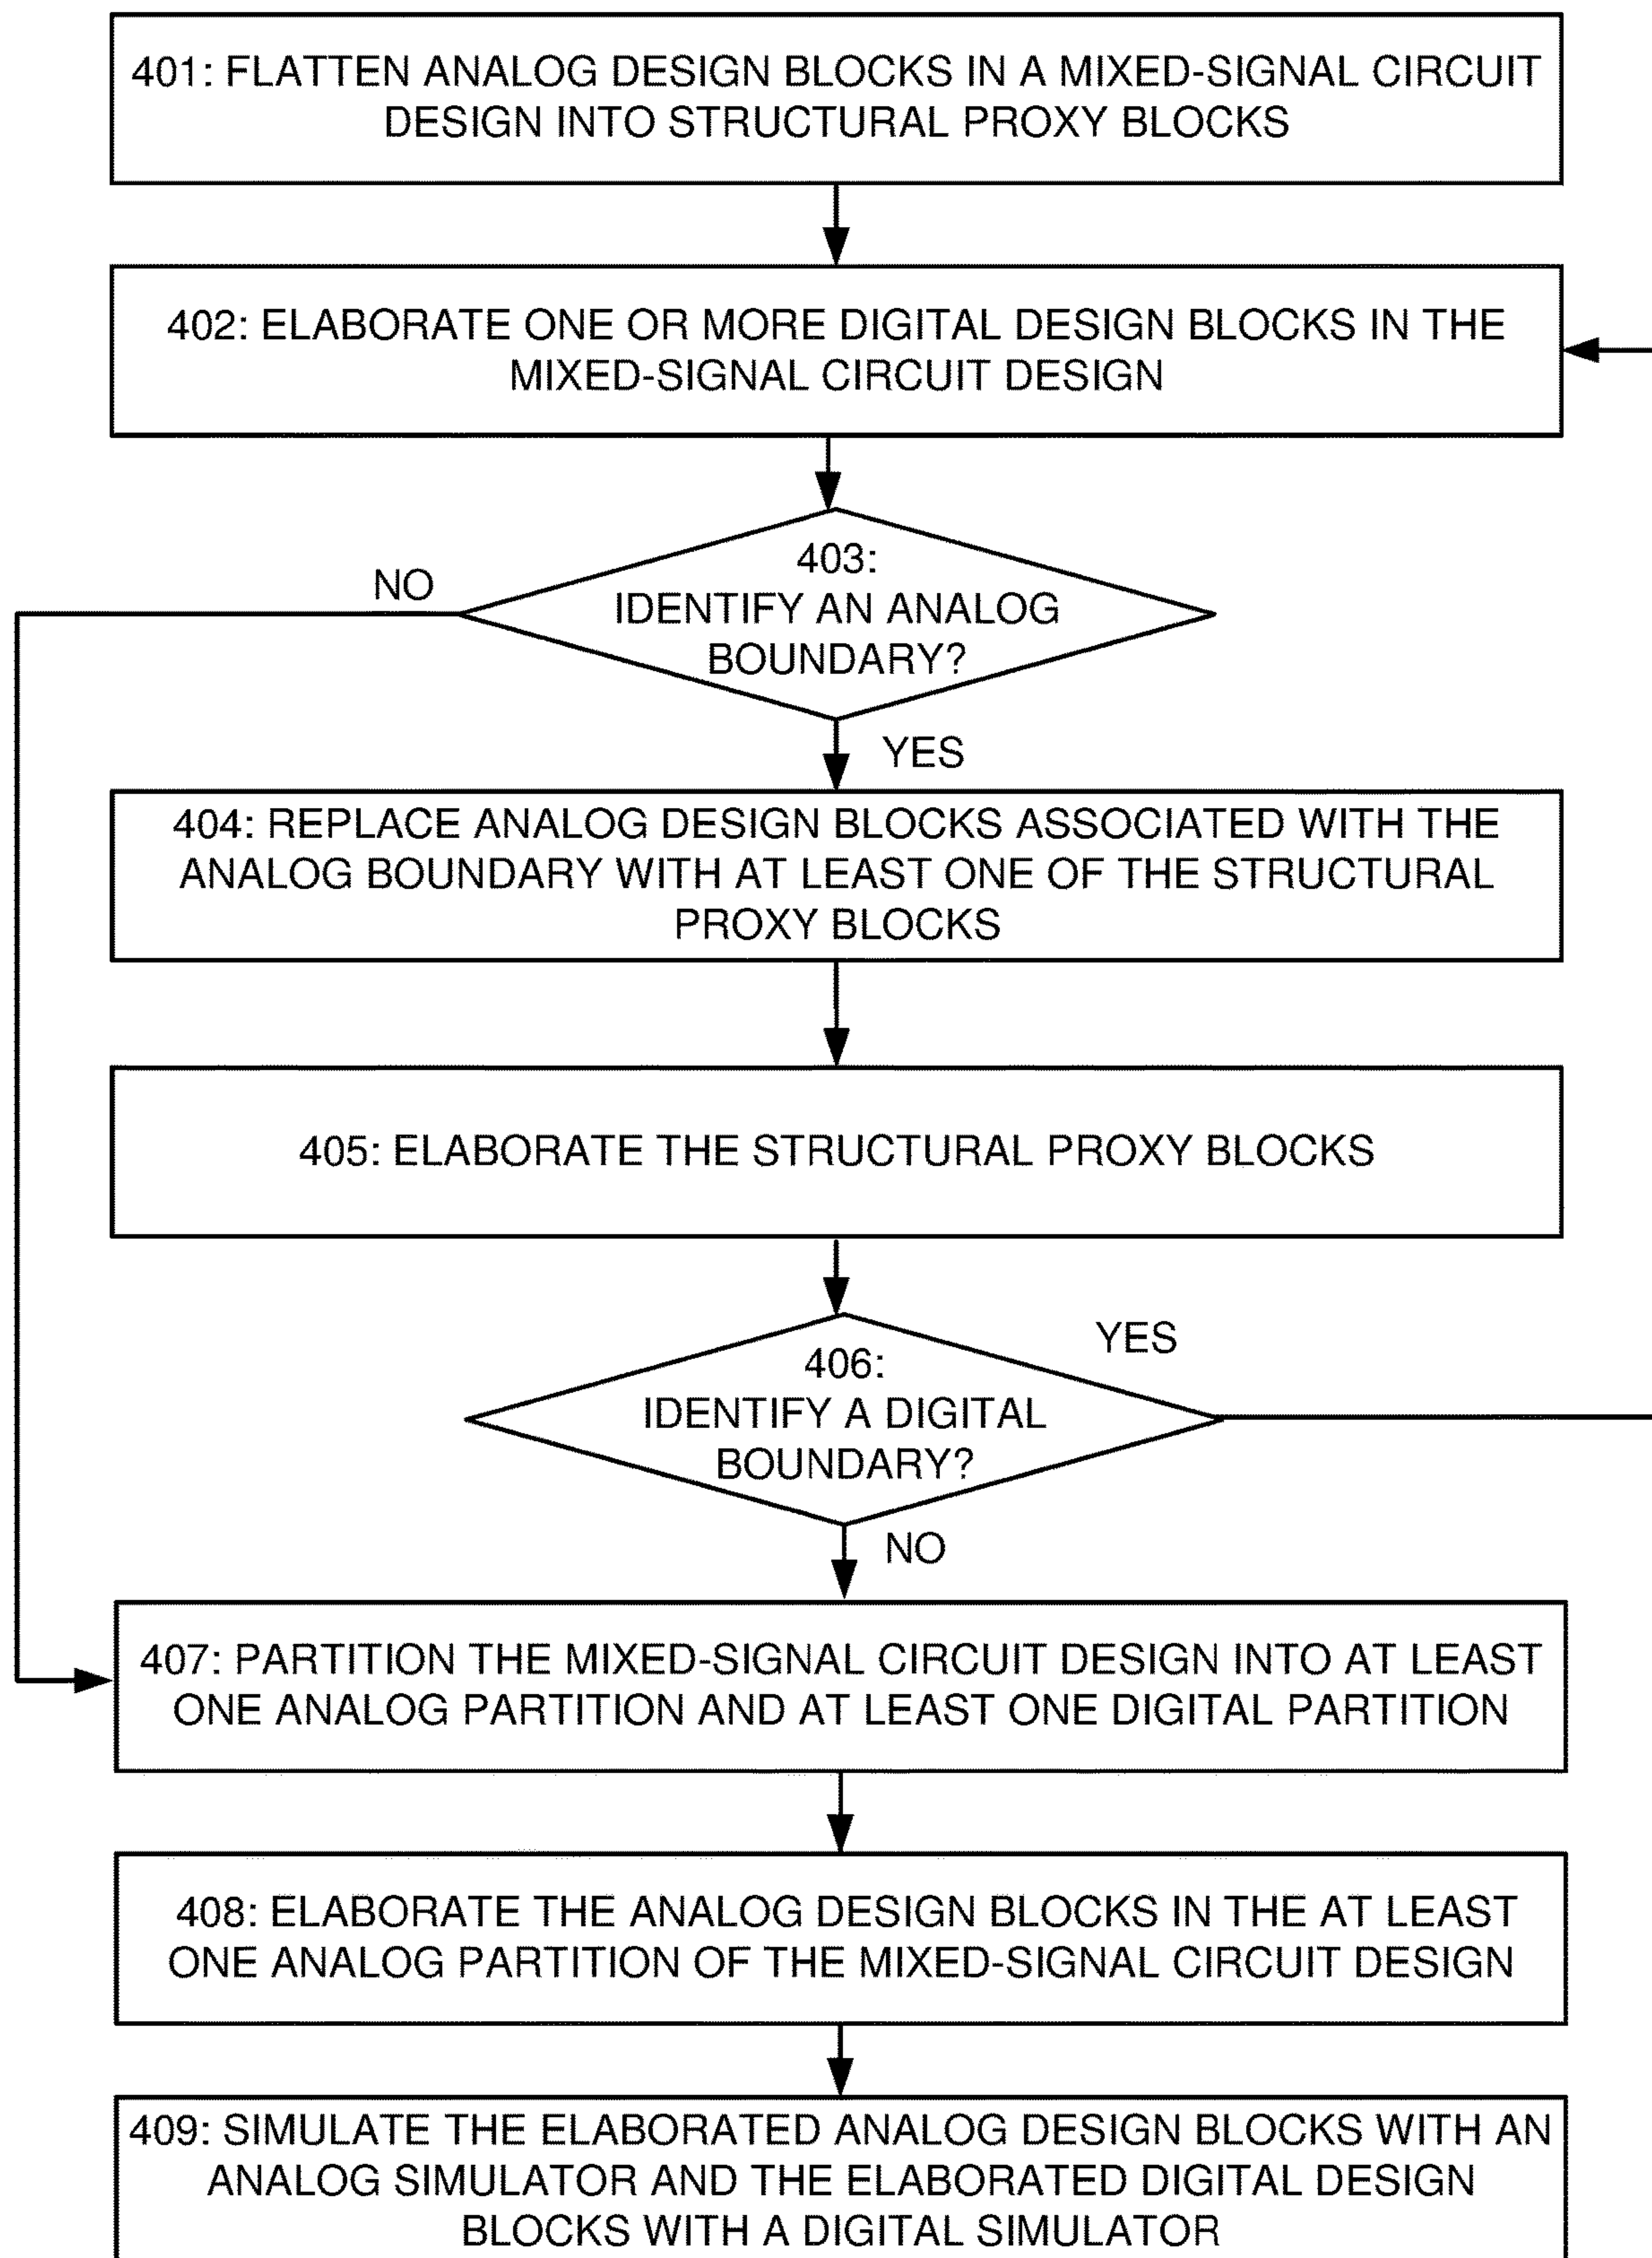 401: FLATTEN ANALOG DESIGN BLOCKS IN A MIXED-SIGNAL CIRCUIT
DESIGN INTO STRUCTURAL PROXY BLOCKS
402: ELABORATE ONE OR MORE DIGITAL DESIGN BLOCKS IN THE
MIXED-SIGNAL CIRCUIT DESIGN
403:
IDENTIFY AN ANALOG
BOUNDARY?
NO
YES
404: REPLACE ANALOG DESIGN BLOCKS ASSOCIATED WITH THE
ANALOG BOUNDARY WITH AT LEAST ONE OF THE STRUCTURAL
PROXY BLOCKS
405: ELABORATE THE STRUCTURAL PROXY BLOCKS
406:
IDENTIFY A DIGITAL
BOUNDARY?
YES
NO
407: PARTITION THE MIXED-SIGNAL CIRCUIT DESIGN INTO AT LEAST
ONE ANALOG PARTITION AND AT LEAST ONE DIGITAL PARTITION
408: ELABORATE THE ANALOG DESIGN BLOCKS IN THE AT LEAST
ONE ANALOG PARTITION OF THE MIXED-SIGNAL CIRCUIT DESIGN
409: SIMULATE THE ELABORATED ANALOG DESIGN BLOCKS WITH AN
ANALOG SIMULATOR AND THE ELABORATED DIGITAL DESIGN
BLOCKS WITH A DIGITAL SIMULATOR